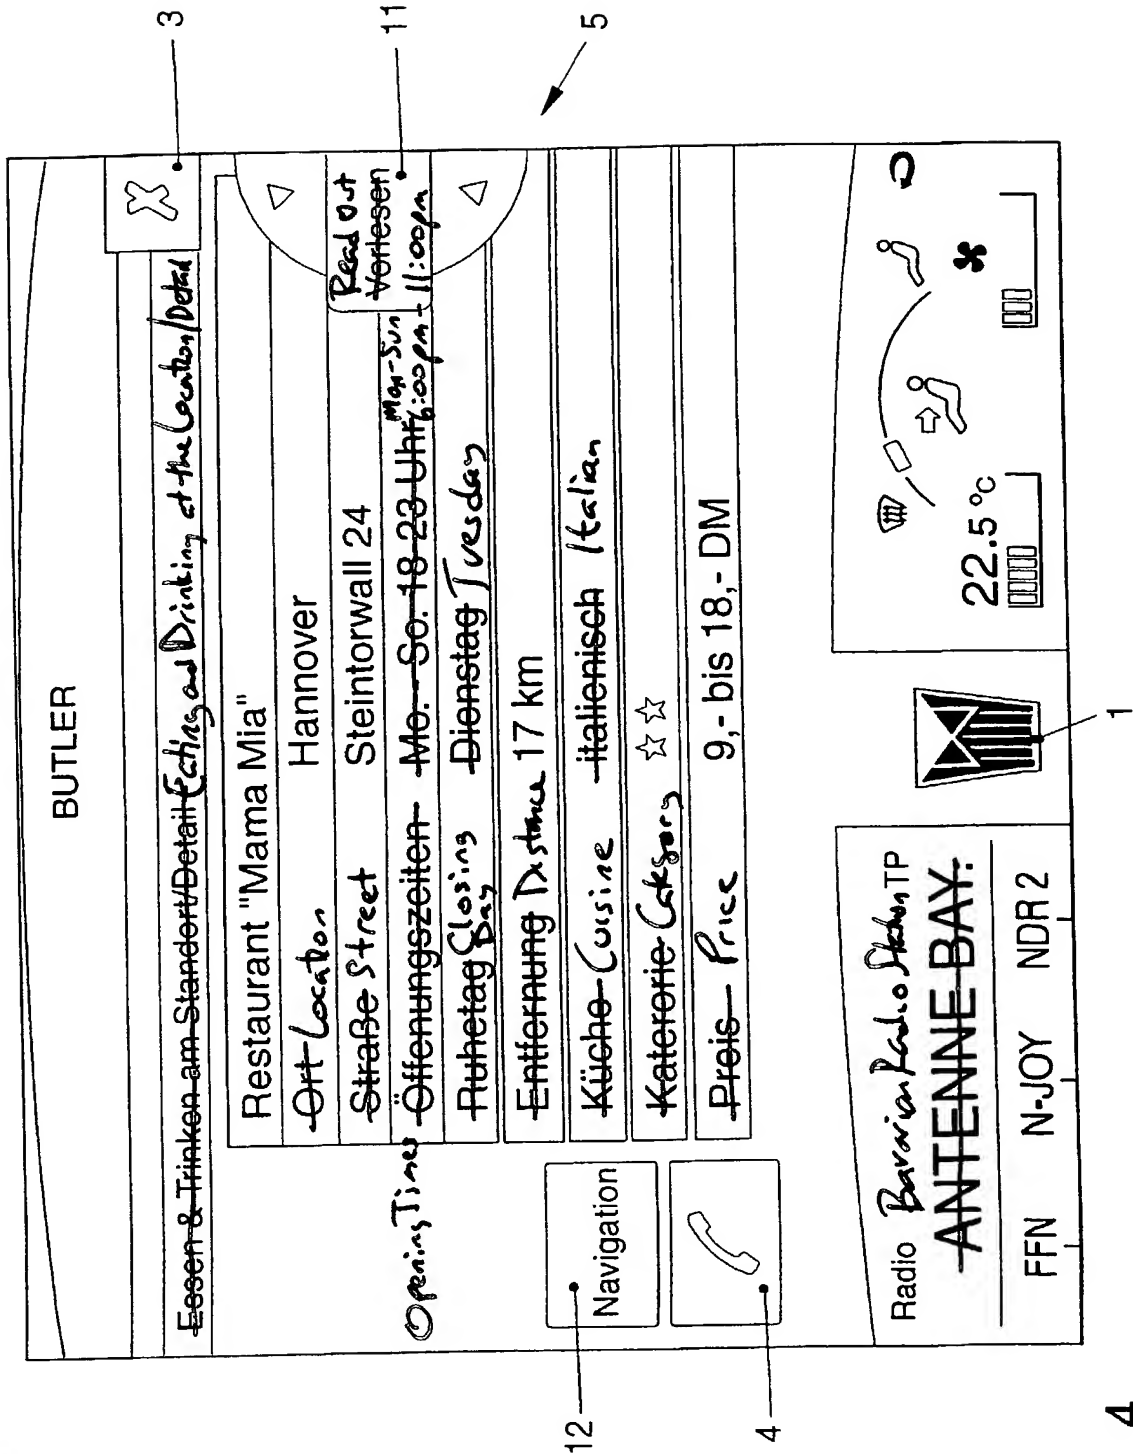 BUTLER
3
Essen & Trinken am Standort/Detail Eating and Drinking at the Location/Detail
X
Restaurant "Mama Mia"
Ort Location Hannover
Straße Street Steintorwall 24
Read Out
Vorlesen
11
Opening Times Öffenungszeiten Mo. - So. 18-23 Uhr Mon-Sun 6:00pm - 11:00pm
Ruhetag Closing Day Dienstag Tuesday
5
Entfernung Distance 17 km
Küche Cuisine italienisch Italian
Katerorie Category ☆☆
Preis Price 9,- bis 18,- DM
12
Navigation
4
Radio Bavarian Radio Station TP
ANTENNE BAY.
FFN N-JOY NDR 2
1
22.5 °C
4